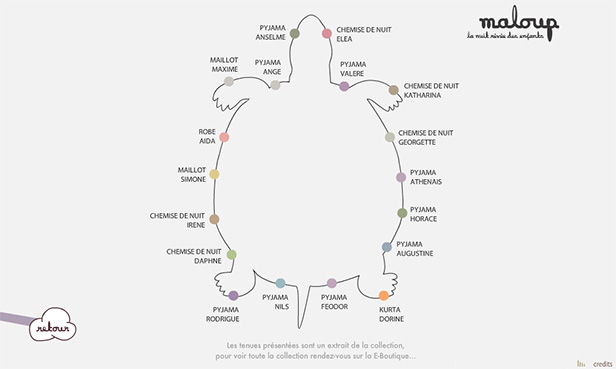 maloup
la nuit rêvée des enfants
PYJAMA
ANSELME
CHEMISE DE NUIT
ELEA
MAILLOT
MAXIME
PYJAMA
ANGE
PYJAMA
VALERE
CHEMISE DE NUIT
KATHARINA
ROBE
AIDA
CHEMISE DE NUIT
GEORGETTE
MAILLOT
SIMONE
PYJAMA
ATHENAIS
CHEMISE DE NUIT
IRENE
PYJAMA
HORACE
CHEMISE DE NUIT
DAPHNE
PYJAMA
AUGUSTINE
PYJAMA
RODRIGUE
PYJAMA
NILS
PYJAMA
FEODOR
KURTA
DORINE
retour
Les tenues présentées sont un extrait de la collection,
pour voir toute la collection rendez-vous sur la E-Boutique...
credits